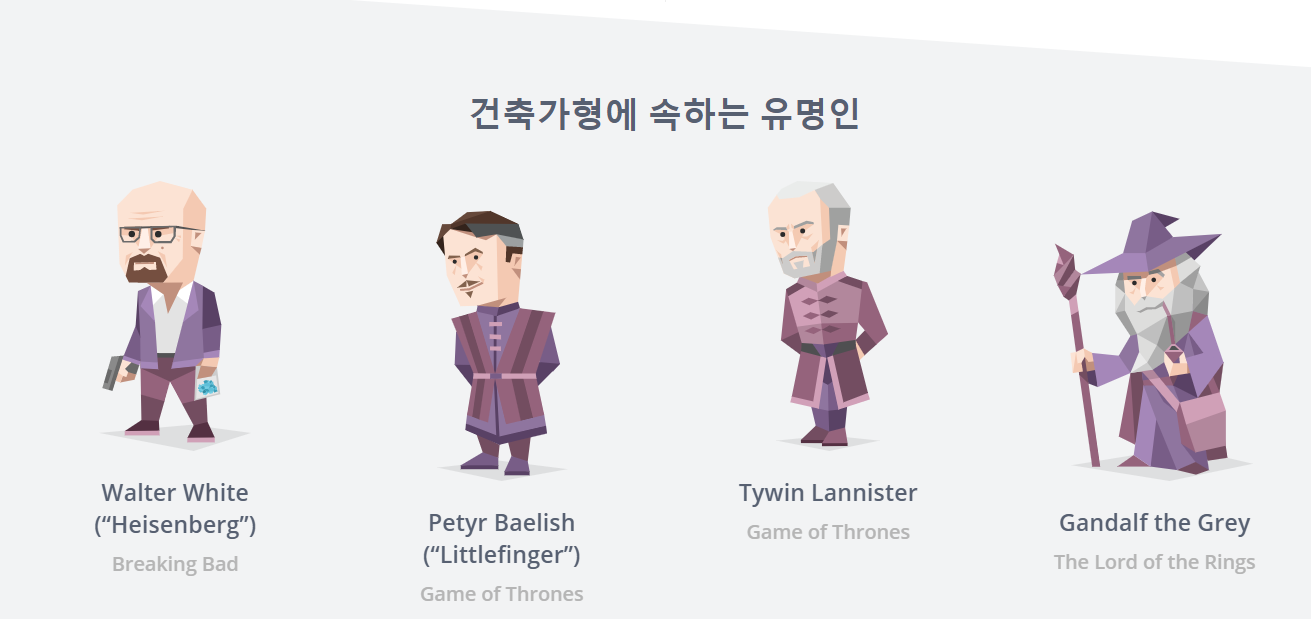 건축가형에 속하는 유명인
Walter White
(“Heisenberg”)
Breaking Bad
Petyr Baelish
(“Littlefinger”)
Game of Thrones
Tywin Lannister
Game of Thrones
Gandalf the Grey
The Lord of the Rings